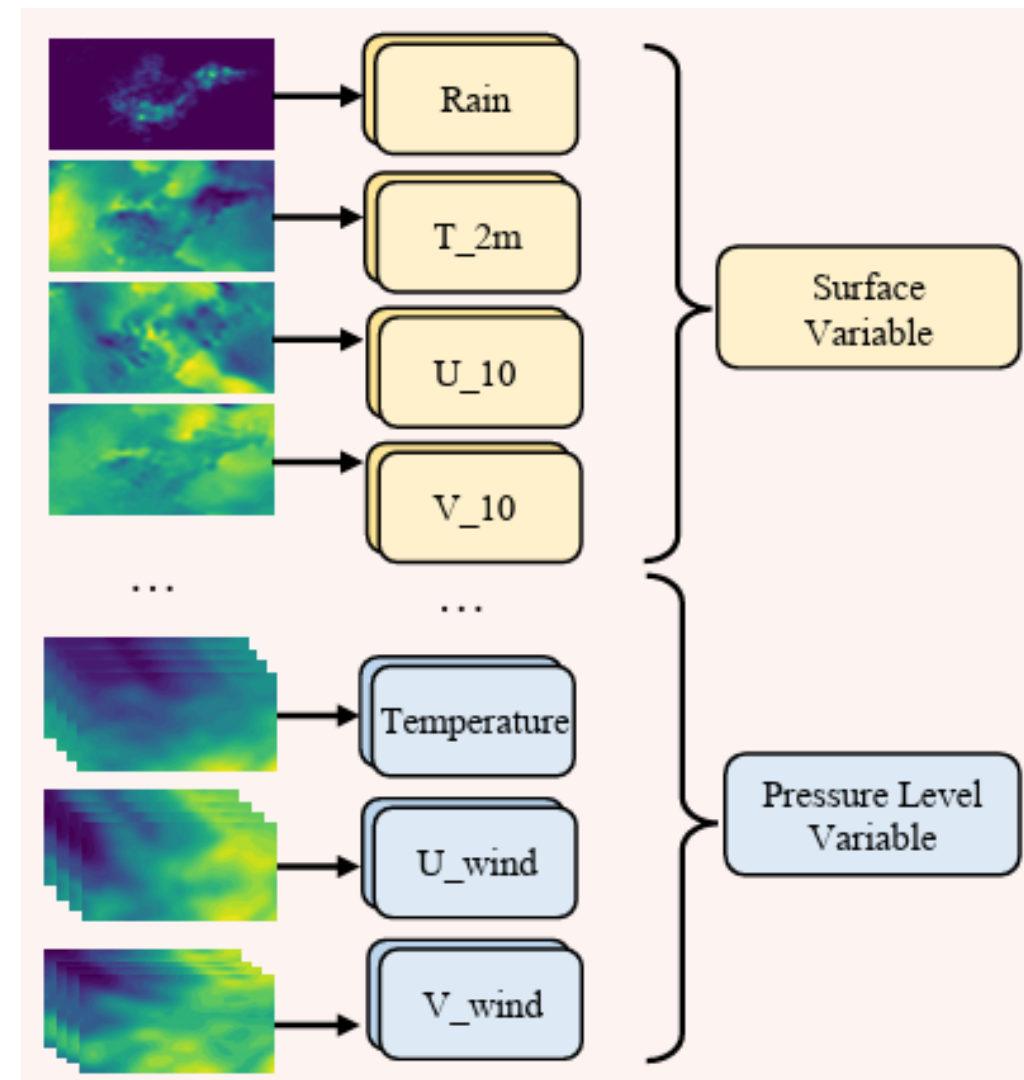 Rain
T_2m
U_10
V_10
Surface
Variable
...
...
Temperature
U_wind
V_wind
Pressure Level
Variable